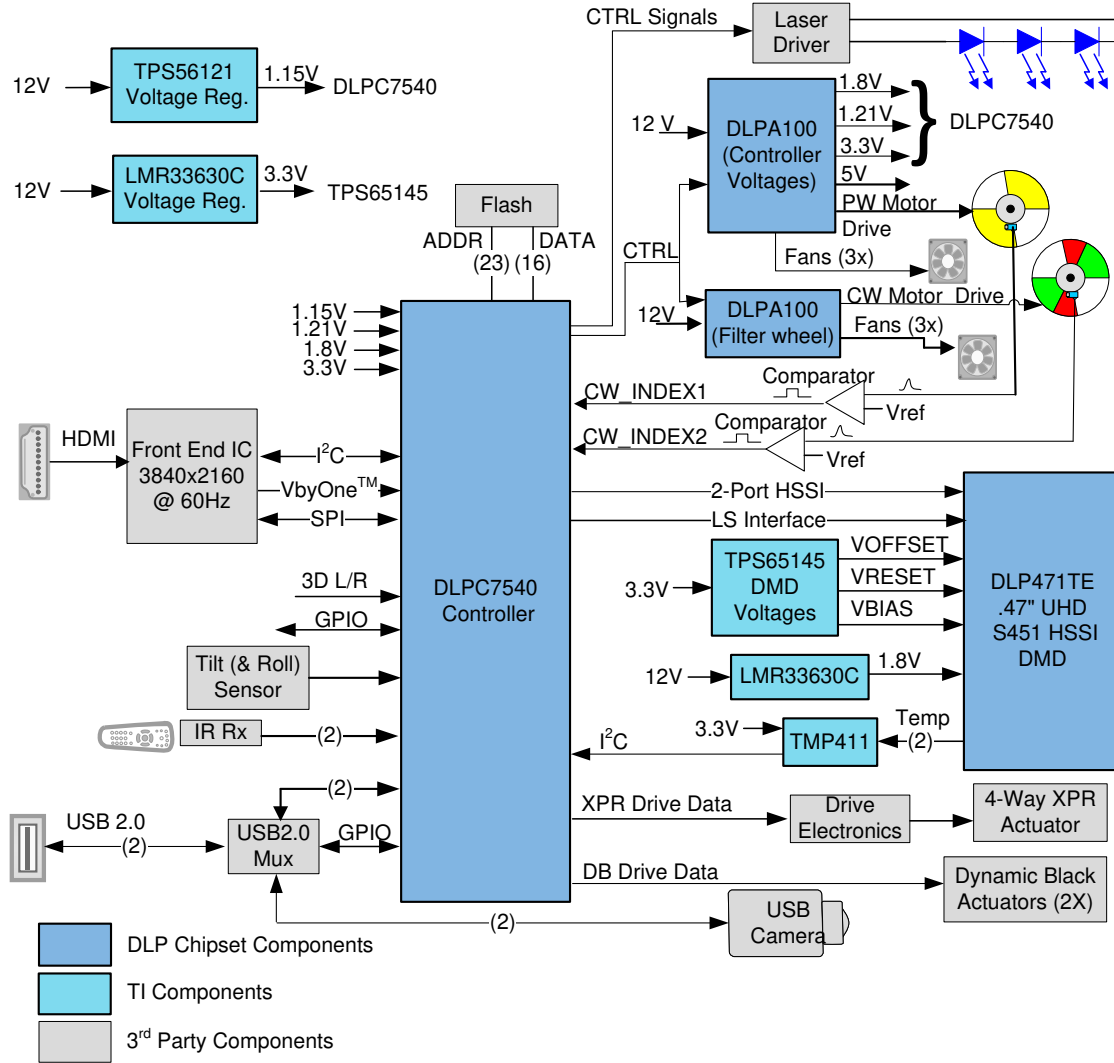 CTRL Signals
Laser
Driver
12V
TPS56121
Voltage Reg.
1.15V
DLPC7540
12V
LMR33630C
Voltage Reg.
3.3V
TPS65145
12 V
DLPA100
(Controller
Voltages)
1.8V
1.21V
3.3V
5V
DLPC7540
PW Motor
Drive
Fans (3x)
CTRL
12V
DLPA100
(Filter wheel)
CW Motor Drive
Fans (3x)
Flash
ADDR
(23)
DATA
(16)
1.15V
1.21V
1.8V
3.3V
CW_INDEX1
Comparator
Vref
CW_INDEX2
Comparator
Vref
HDMI
Front End IC
3840x2160
@ 60Hz
I²C
VbyOne™
SPI
DLPC7540
Controller
2-Port HSSI
LS Interface
3.3V
TPS65145
DMD
Voltages
VOFFSET
VRESET
VBIAS
DLP471TE
.47" UHD
S451 HSSI
DMD
12V
LMR33630C
1.8V
3.3V
TMP411
Temp
(2)
I²C
3D L/R
GPIO
Tilt (& Roll)
Sensor
IR Rx
(2)
(2)
USB 2.0
(2)
USB2.0
Mux
GPIO
(2)
USB
Camera
XPR Drive Data
Drive
Electronics
4-Way XPR
Actuator
DB Drive Data
Dynamic Black
Actuators (2X)
DLP Chipset Components
TI Components
3rd Party Components